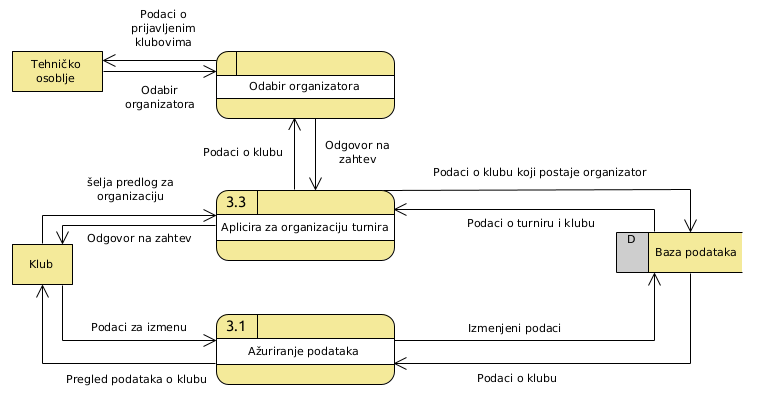 Podaci o
prijavljenim
klubovima
Tehničko
osoblje
Odabir
organizatora
Odabir organizatora
Podaci o klubu
Odgovor na
zahtev
šelja predlog za
organizaciju
Odgovor na zahtev
3.3
Aplicira za organizaciju turnira
Podaci o klubu koji postaje organizator
Podaci o turniru i klubu
D
Baza podataka
Klub
Podaci za izmenu
Pregled podataka o klubu
3.1
Ažuriranje podataka
Izmenjeni podaci
Podaci o klubu